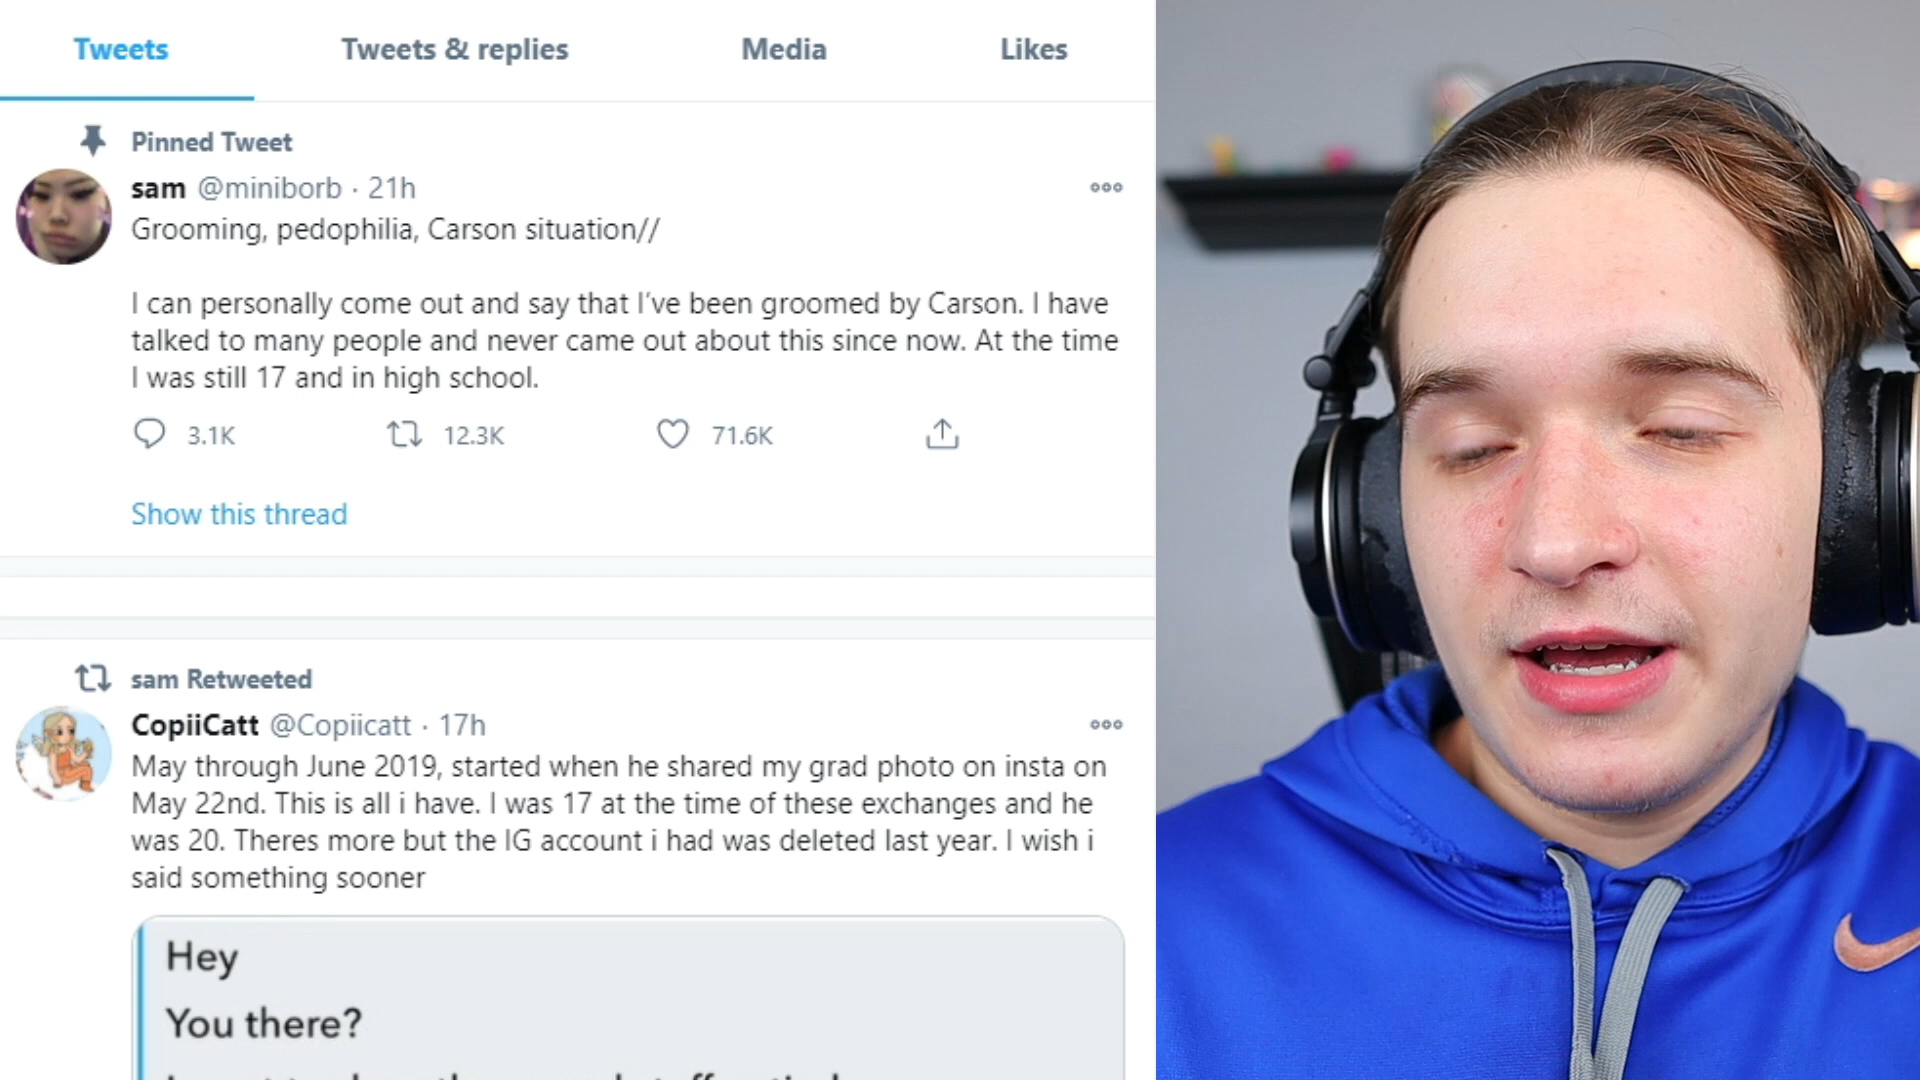 Tweets Tweets & replies Media Likes
Pinned Tweet
sam @miniborb · 21h
Grooming, pedophilia, Carson situation//
I can personally come out and say that I've been groomed by Carson. I have
talked to many people and never came out about this since now. At the time
I was still 17 and in high school.
3.1K 12.3K 71.6K
Show this thread
sam Retweeted
CopiiCatt @Copiicatt · 17h
May through June 2019, started when he shared my grad photo on insta on
May 22nd. This is all i have. I was 17 at the time of these exchanges and he
was 20. Theres more but the IG account i had was deleted last year. I wish i
said something sooner
Hey
You there?